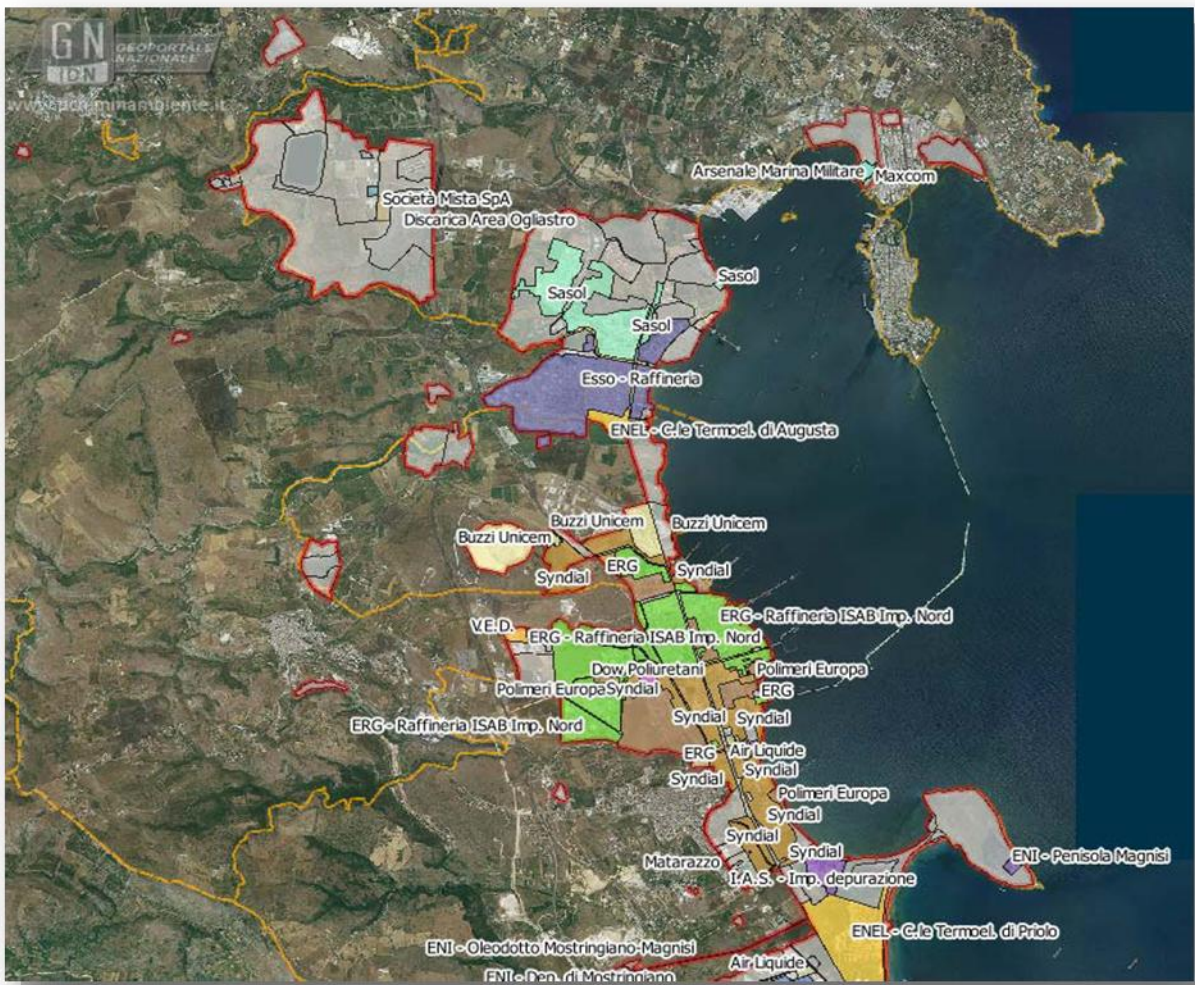 GN
IDN
GEOPORTALE
NAZIONALE
Arsenale Marina Militare
Maxcom
Società Mista SpA
Discarica Area Ogliastro
Sasol
Sasol
Sasol
Esso - Raffineria
ENEL - C.le Termoel. di Augusta
Buzzi Unicem
Buzzi Unicem
Buzzi Unicem
ERG
Syndial
Syndial
ERG - Raffineria ISAB Imp. Nord
V.E.D.
ERG - Raffineria ISAB Imp. Nord
Dow Poliuretani
Polimeri Europa
Polimeri Europa
Syndial
ERG
ERG - Raffineria ISAB Imp. Nord
Syndial
Syndial
ERG
Air Liquide
Syndial
Syndial
Polimeri Europa
Syndial
Syndial
Syndial
Matarazzo
ENI - Penisola Magnisi
I.A.S. - Imp. depurazione
ENEL - C.le Termoel. di Priolo
ENI - Oleodotto Mostringiano-Magnisi
Air Liquide
ENI - Dep. di Mostringiano